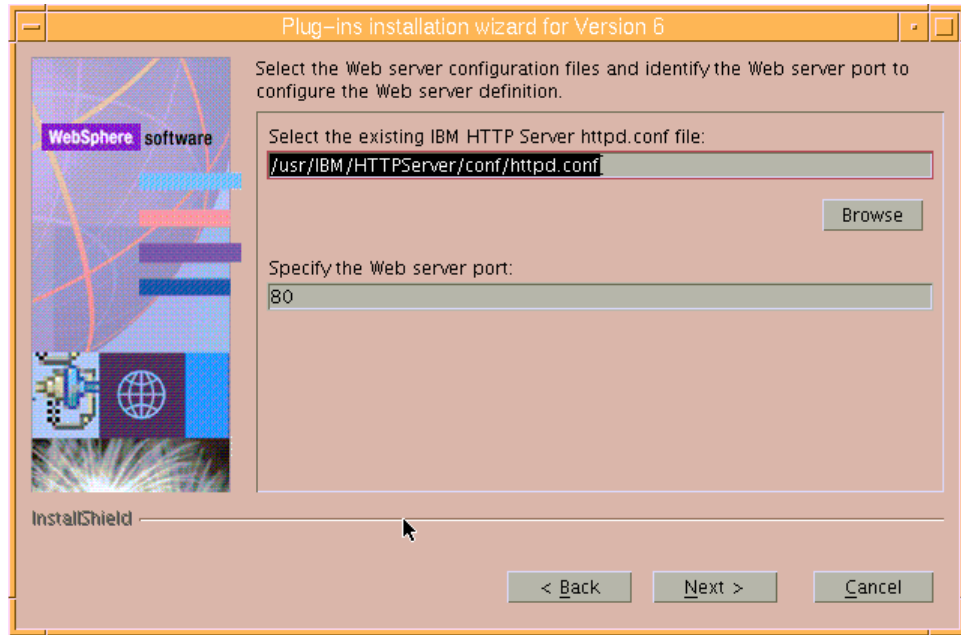 Plug-ins installation wizard for Version 6
Select the Web server configuration files and identify the Web server port to
configure the Web server definition.
WebSphere software
Select the existing IBM HTTP Server httpd.conf file:
/usr/IBM/HTTPServer/conf/httpd.conf
Browse
Specify the Web server port:
80
InstallShield
< Back
Next >
Cancel